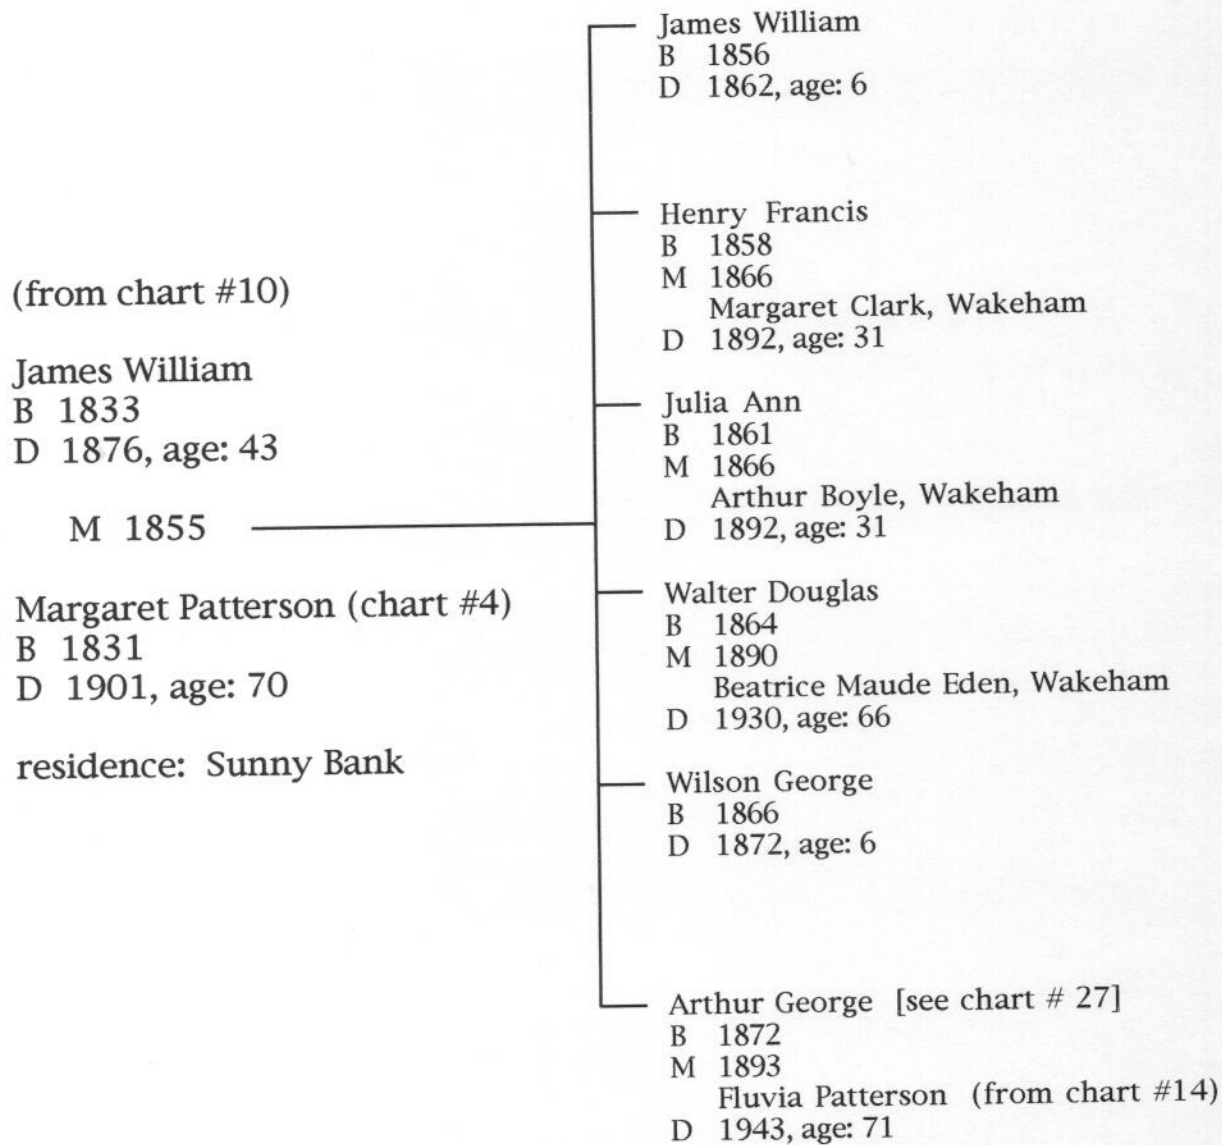 (from chart #10)
James William
B 1833
D 1876, age: 43
M 1855
Margaret Patterson (chart #4)
B 1831
D 1901, age: 70
residence: Sunny Bank
James William
B 1856
D 1862, age: 6
Henry Francis
B 1858
M 1866
Margaret Clark, Wakeham
D 1892, age: 31
Julia Ann
B 1861
M 1866
Arthur Boyle, Wakeham
D 1892, age: 31
Walter Douglas
B 1864
M 1890
Beatrice Maude Eden, Wakeham
D 1930, age: 66
Wilson George
B 1866
D 1872, age: 6
Arthur George [see chart # 27]
B 1872
M 1893
Fluvia Patterson (from chart #14)
D 1943, age: 71